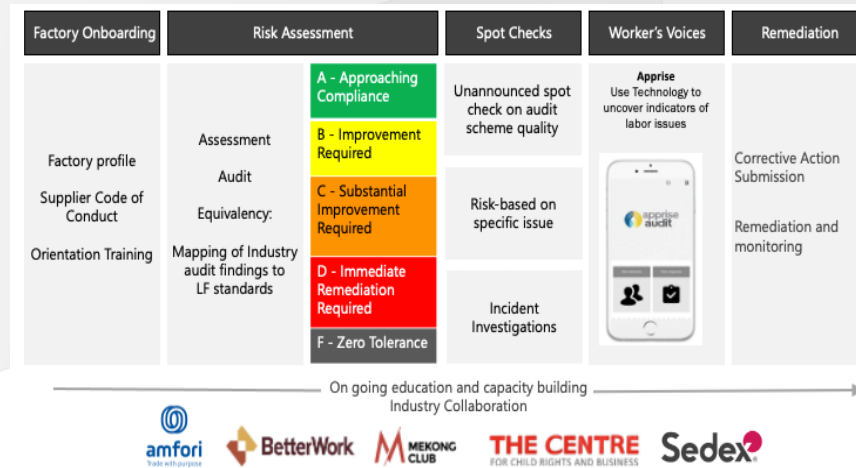 Factory Onboarding
Risk Assessment
Spot Checks
Worker's Voices
Remediation
Factory profile
Supplier Code of
Conduct
Orientation Training
Assessment
Audit
Equivalency:
Mapping of Industry
audit findings to
LF standards
A - Approaching
Compliance
B - Improvement
Required
C - Substantial
Improvement
Required
D - Immediate
Remediation
Required
F - Zero Tolerance
Unannounced spot
check on audit
scheme quality
Risk-based on
specific issue
Incident
Investigations
Apprise
Use Technology to
uncover indicators of
labor issues
apprise
audit
Corrective Action
Submission
Remediation and
monitoring
On going education and capacity building
Industry Collaboration
amfori
Trade with purpose
BetterWork
MEKONG
CLUB
THE CENTRE
FOR CHILD RIGHTS AND BUSINESS
Sedex